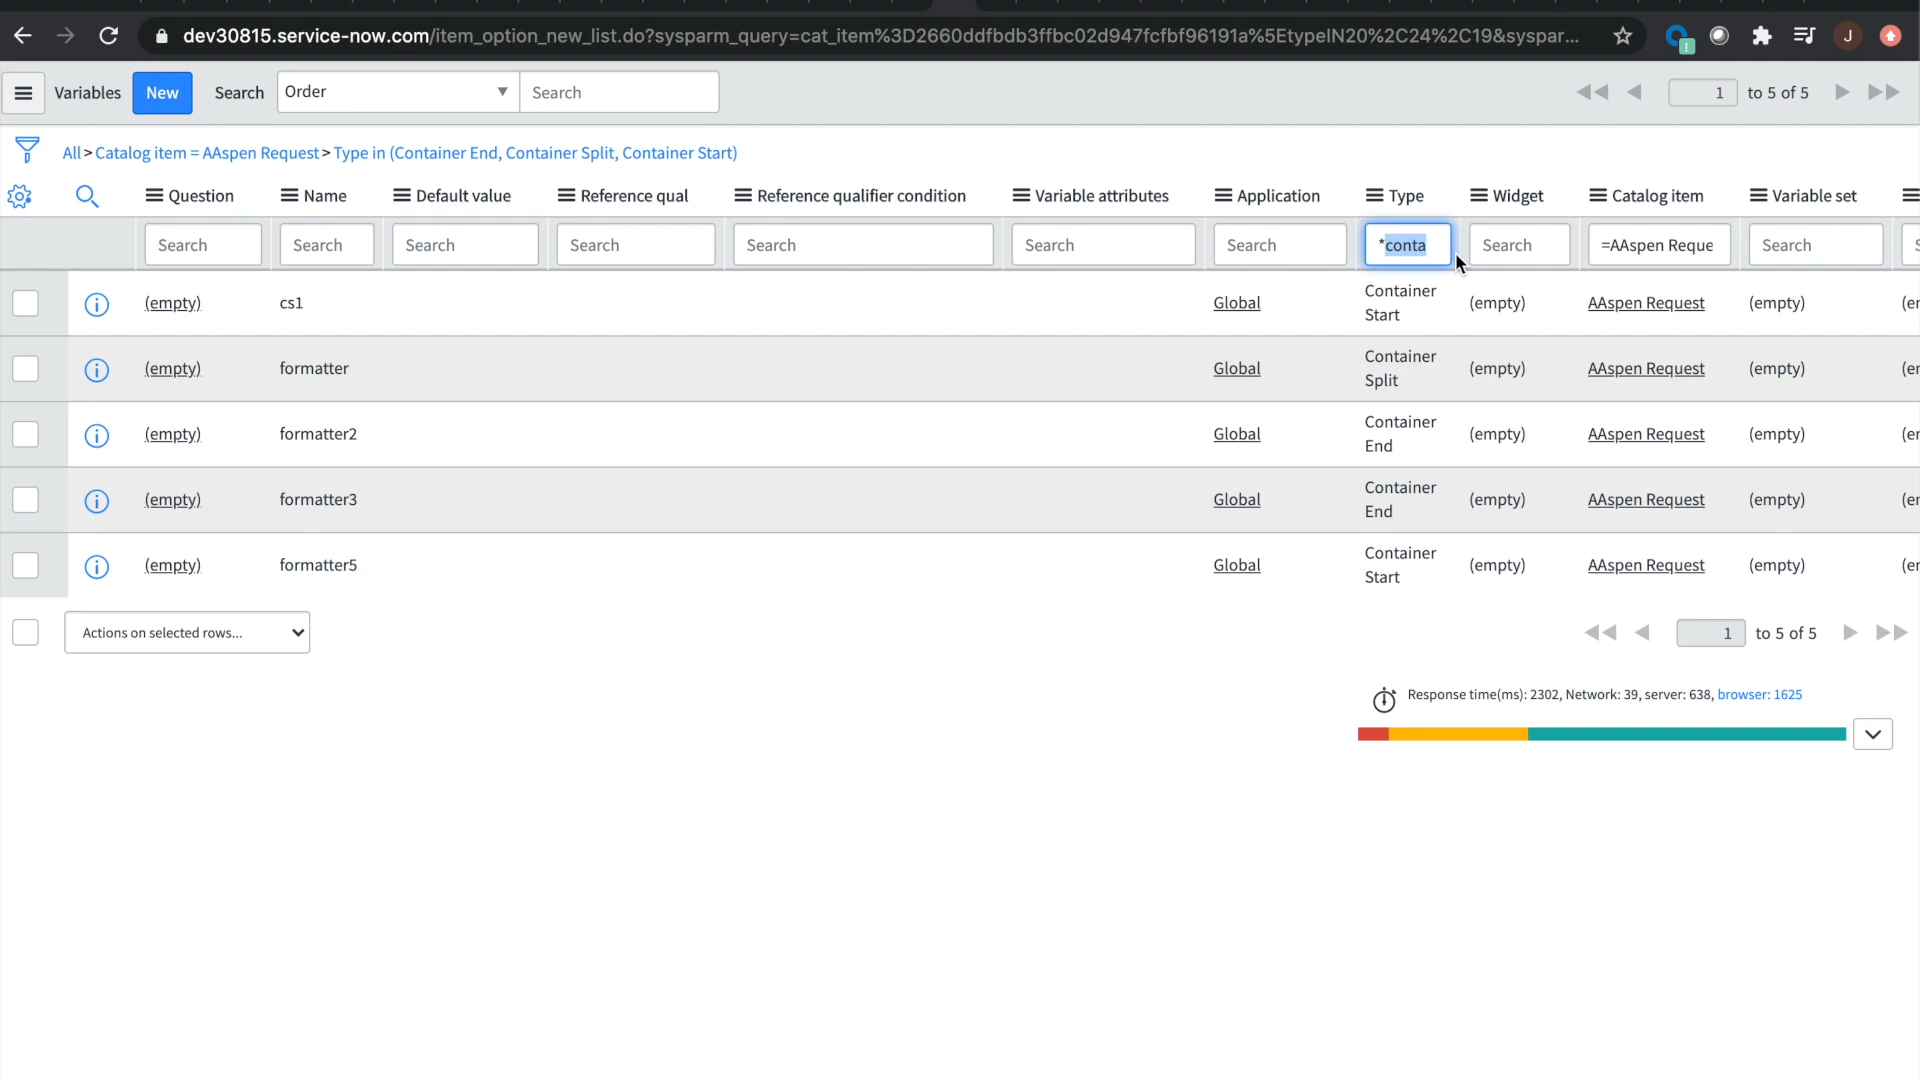 dev30815.service-now.com/item_option_new_list.do?sysparm_query=cat_item%3D2660ddfbdb3ffbc02d947fcfbf96191a%5EtypeIN20%2C24%2C19&syspar...
J
Variables New Search Order Search 1 to 5 of 5
All > Catalog item = AAspen Request > Type in (Container End, Container Split, Container Start)
Question Name Default value Reference qual Reference qualifier condition Variable attributes Application Type Widget Catalog item Variable set
Search Search Search Search Search Search Search *conta Search =AAspen Reque Search S
(empty) cs1 Global Container Start (empty) AAspen Request (empty) (er
(empty) formatter Global Container Split (empty) AAspen Request (empty) (er
(empty) formatter2 Global Container End (empty) AAspen Request (empty) (er
(empty) formatter3 Global Container End (empty) AAspen Request (empty) (er
(empty) formatter5 Global Container Start (empty) AAspen Request (empty) (er
Actions on selected rows... 1 to 5 of 5
Response time(ms): 2302, Network: 39, server: 638, browser: 1625